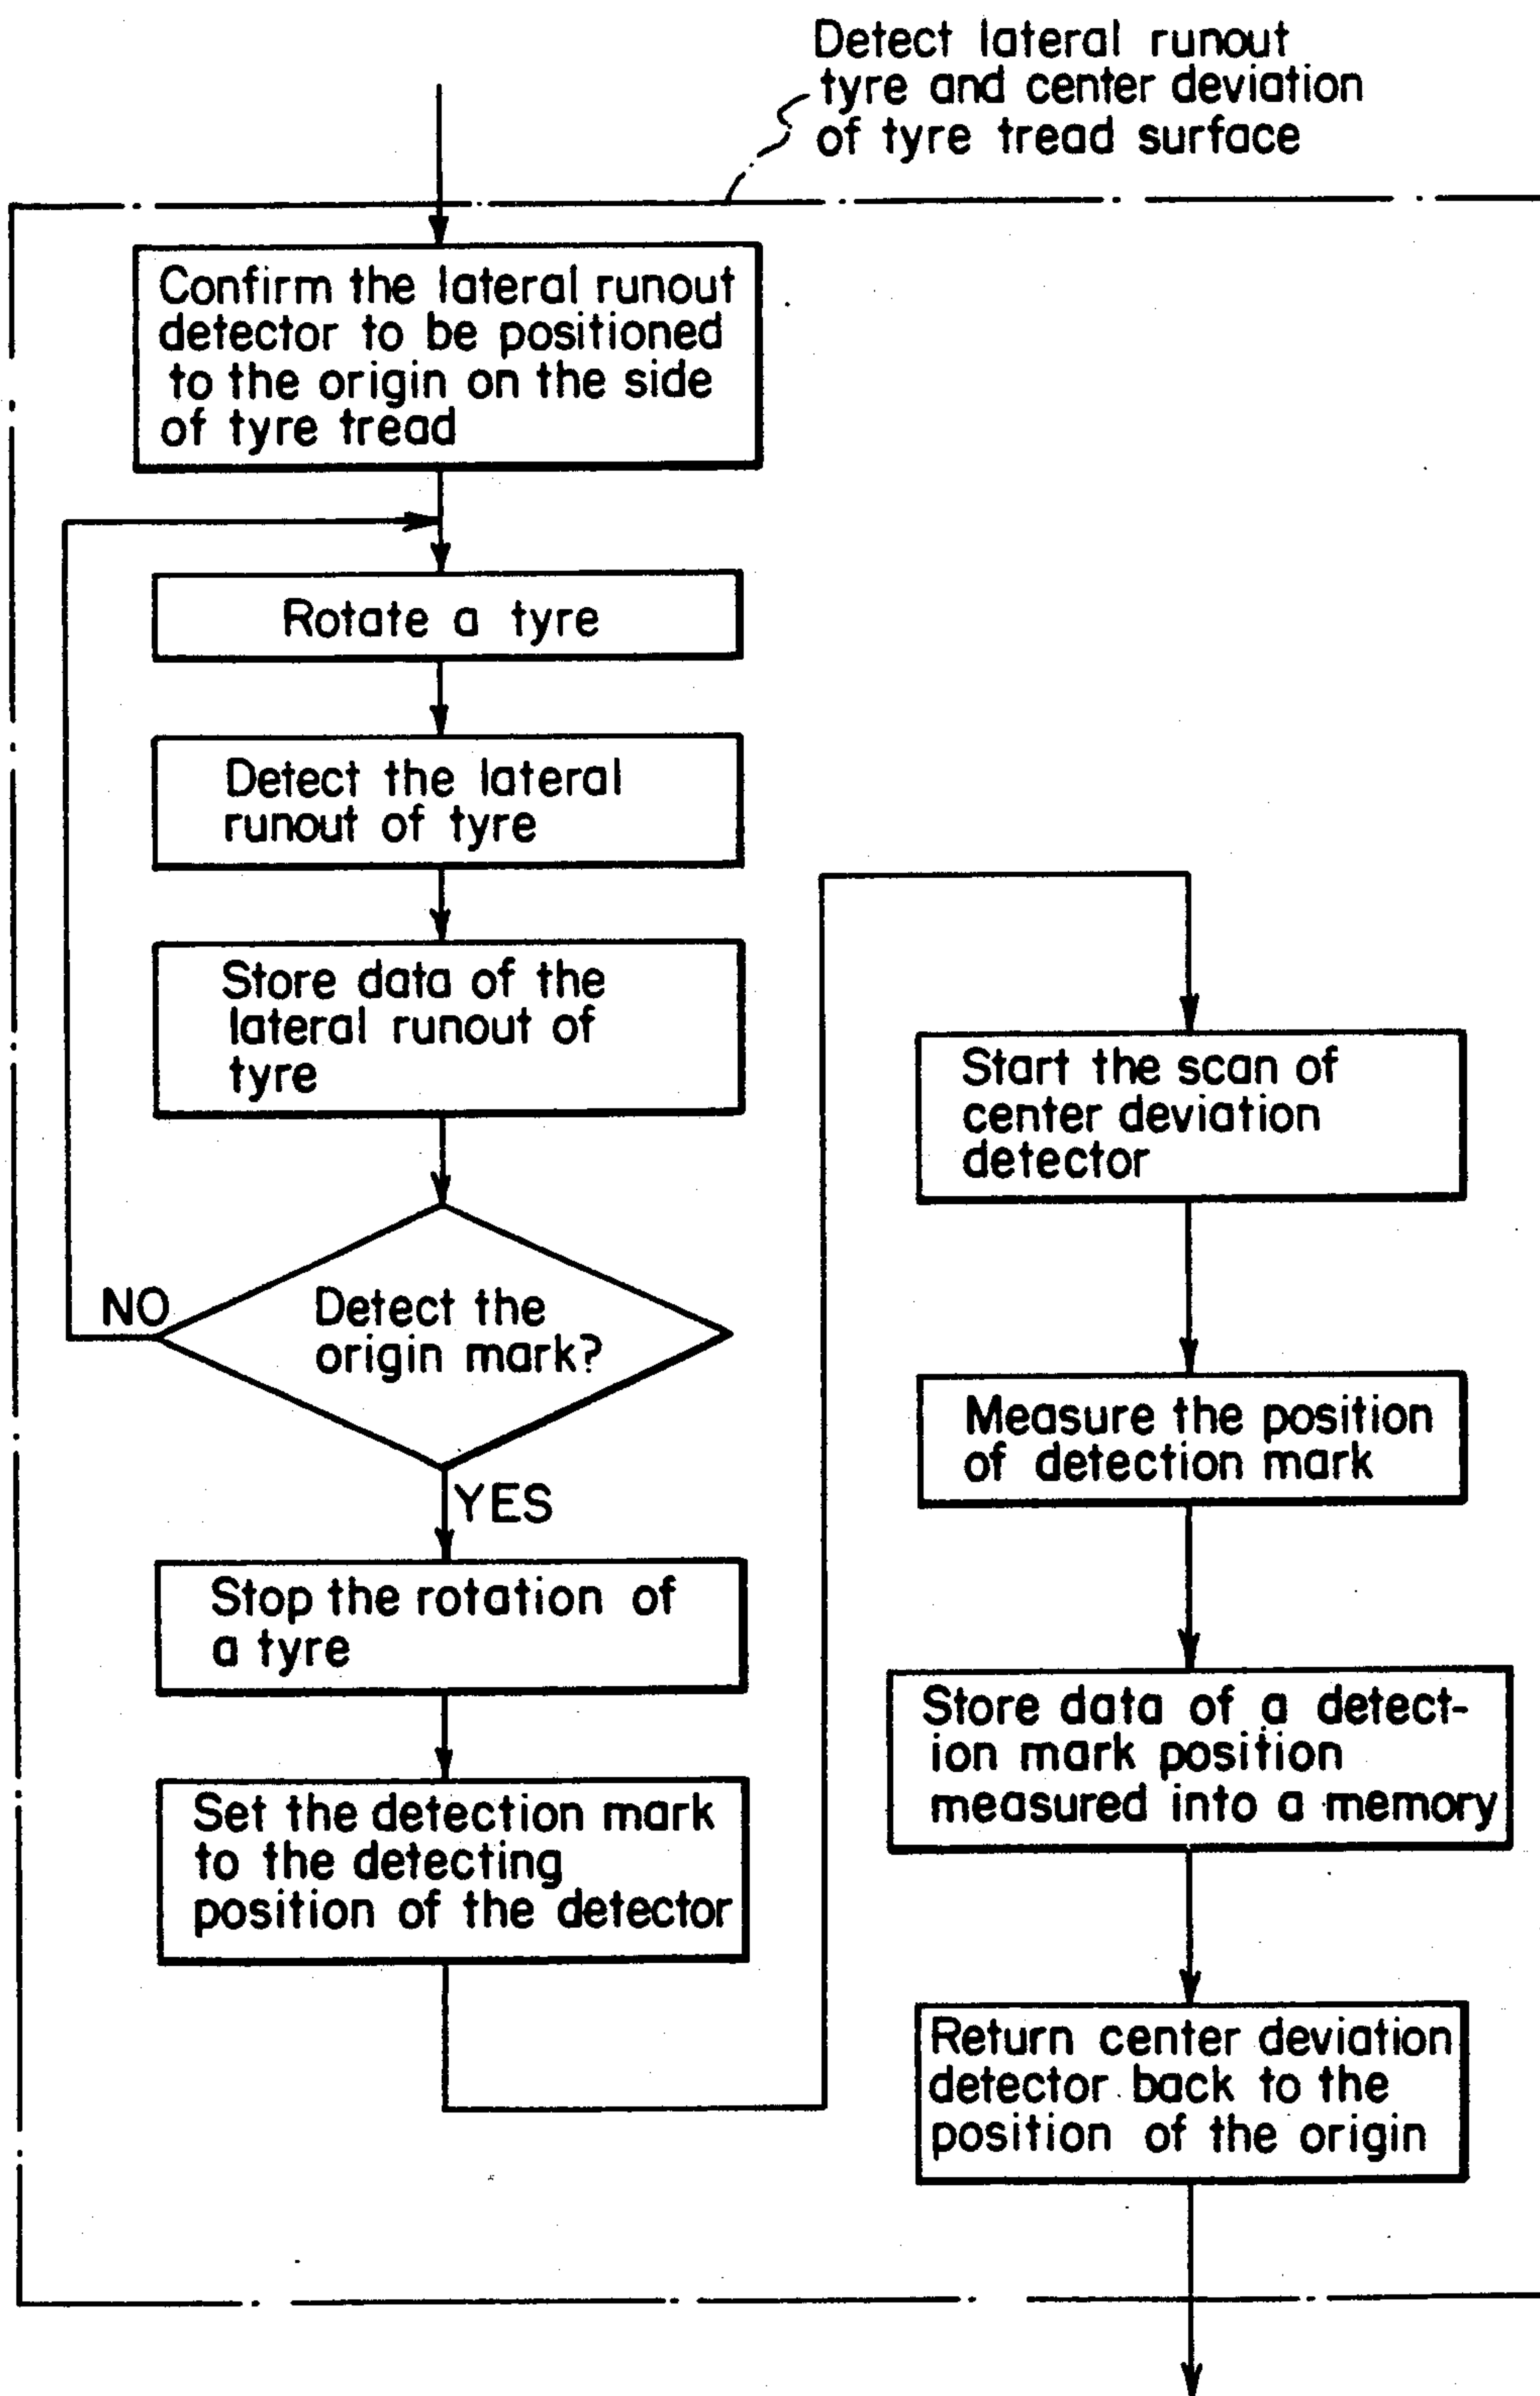 Detect lateral runout
tyre and center deviation
of tyre tread surface
Confirm the lateral runout
detector to be positioned
to the origin on the side
of tyre tread
Rotate a tyre
Detect the lateral
runout of tyre
Store data of the
lateral runout of
tyre
NO
Detect the
origin mark?
YES
Stop the rotation of
a tyre
Set the detection mark
to the detecting
position of the detector
Start the scan of
center deviation
detector
Measure the position
of detection mark
Store data of a detect-
ion mark position
measured into a memory
Return center deviation
detector back to the
position of the origin